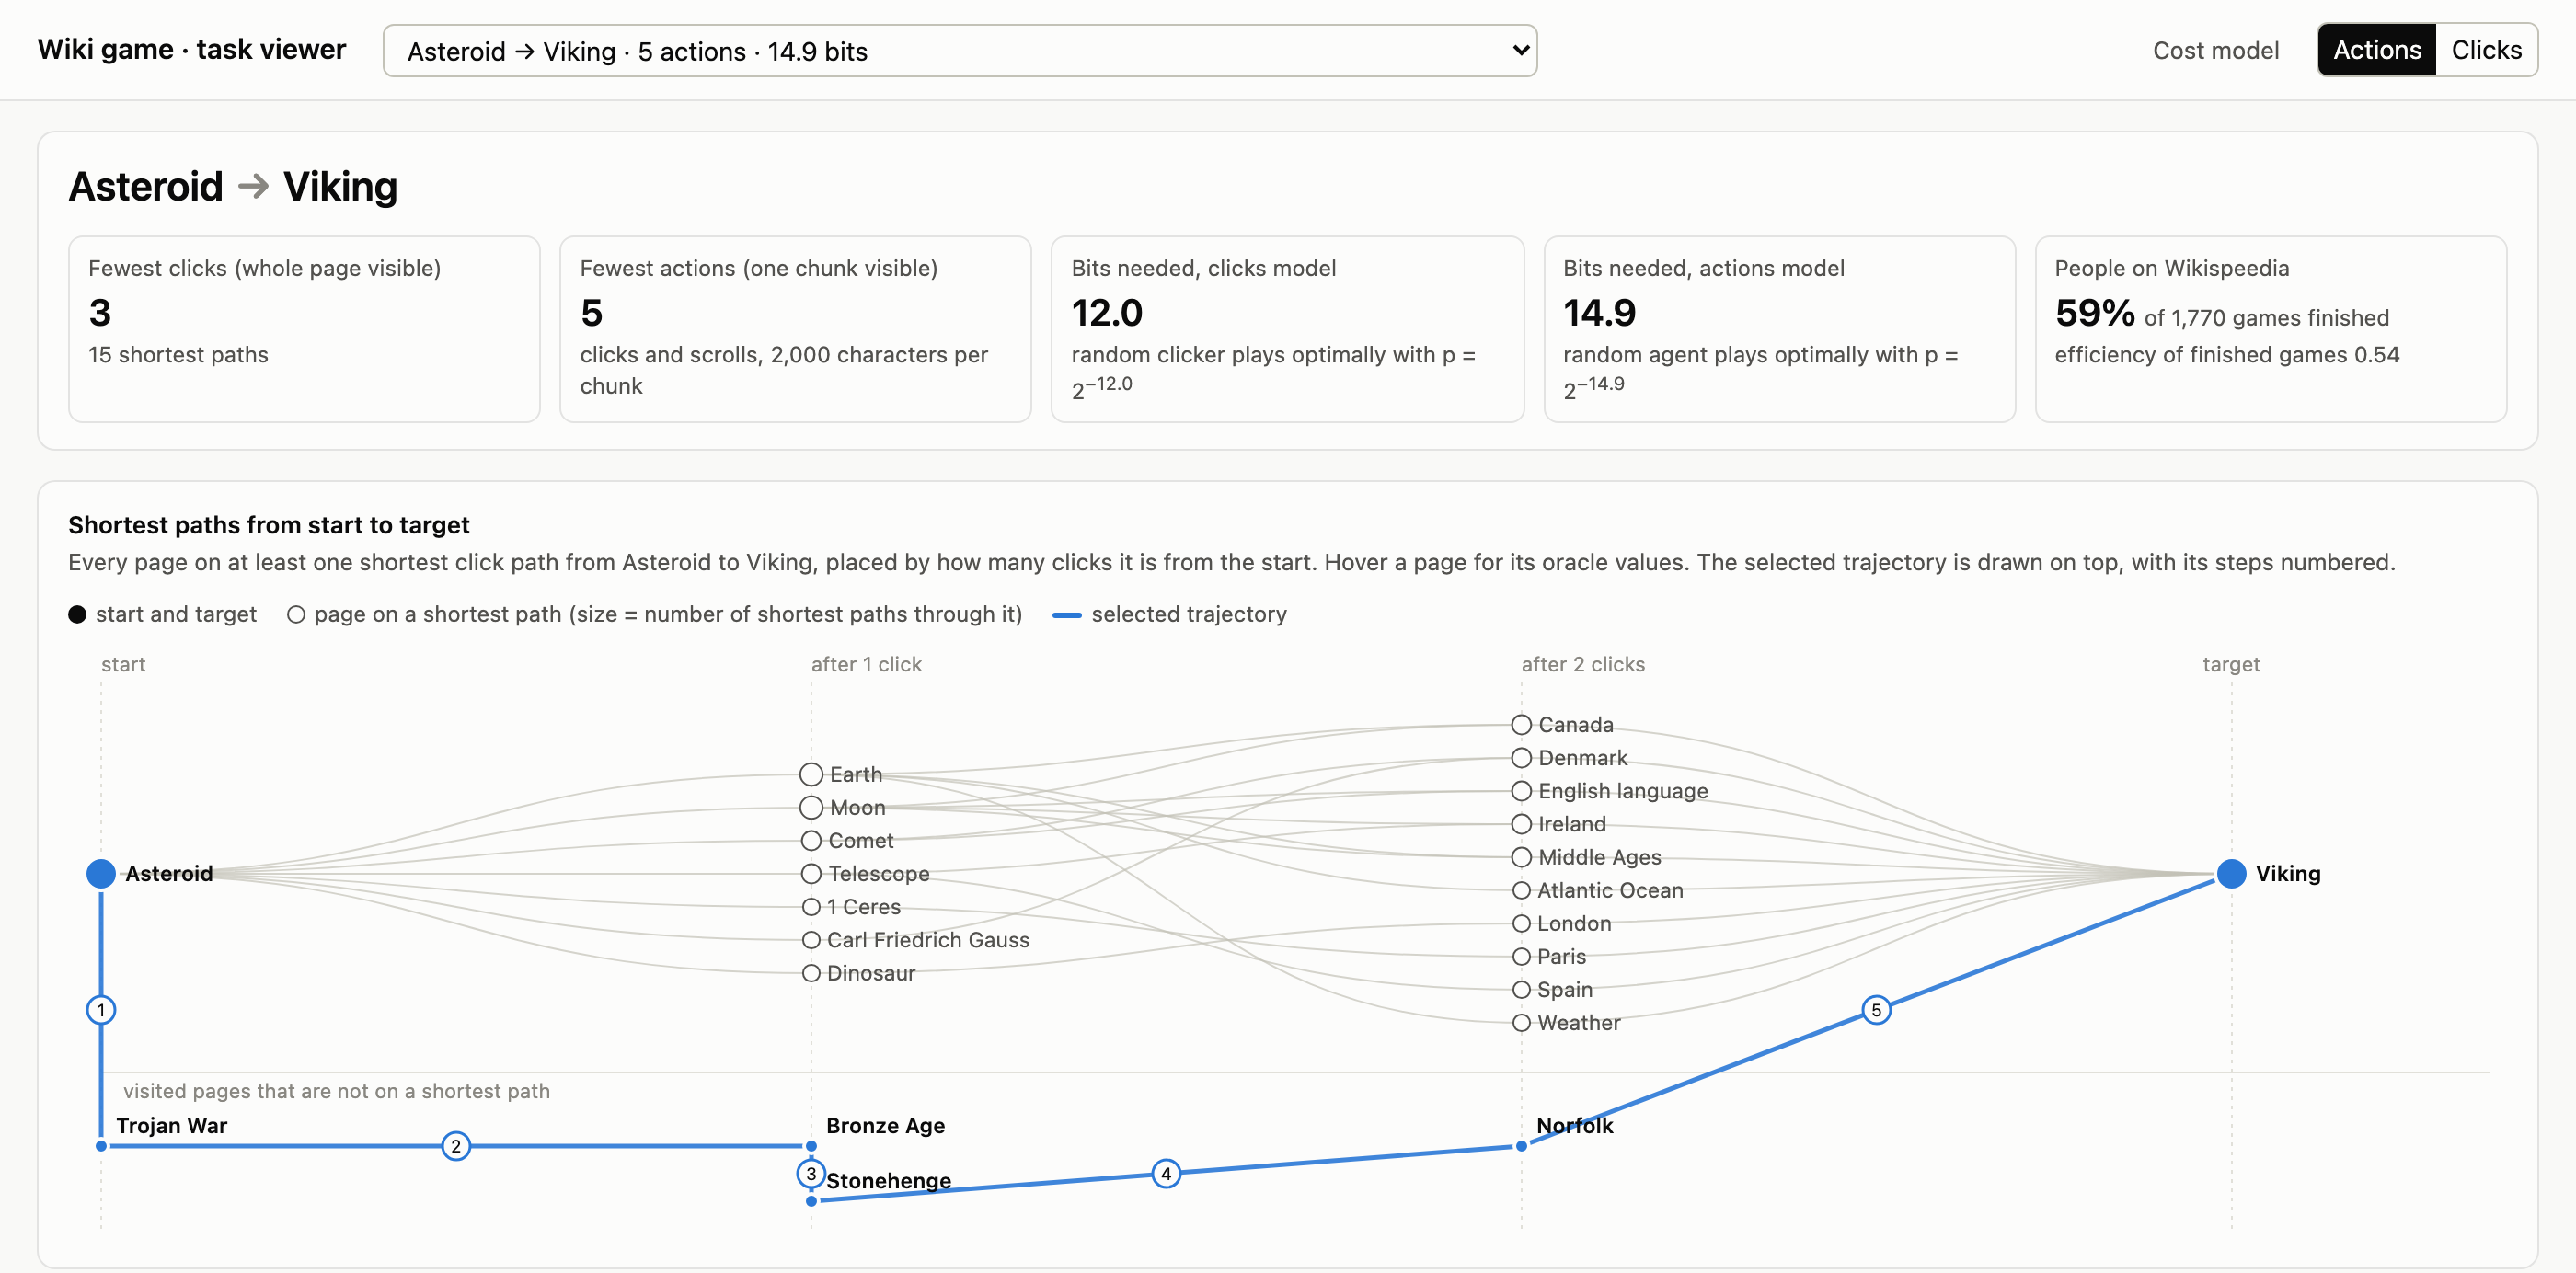 Wiki game · task viewer
Asteroid → Viking · 5 actions · 14.9 bits
Cost model
Actions
Clicks
Asteroid → Viking
Fewest clicks (whole page visible)
3
15 shortest paths
Fewest actions (one chunk visible)
5
clicks and scrolls, 2,000 characters per
chunk
Bits needed, clicks model
12.0
random clicker plays optimally with p =
2−12.0
Bits needed, actions model
14.9
random agent plays optimally with p =
2−14.9
People on Wikispeedia
59% of 1,770 games finished
efficiency of finished games 0.54
Shortest paths from start to target
Every page on at least one shortest click path from Asteroid to Viking, placed by how many clicks it is from the start. Hover a page for its oracle values. The selected trajectory is drawn on top, with its steps numbered.
start and target
page on a shortest path (size = number of shortest paths through it)
selected trajectory
start
after 1 click
after 2 clicks
target
Asteroid
Earth
Moon
Comet
Telescope
1 Ceres
Carl Friedrich Gauss
Dinosaur
Canada
Denmark
English language
Ireland
Middle Ages
Atlantic Ocean
London
Paris
Spain
Weather
Viking
1
5
visited pages that are not on a shortest path
Trojan War
2
Bronze Age
3
Stonehenge
4
Norfolk